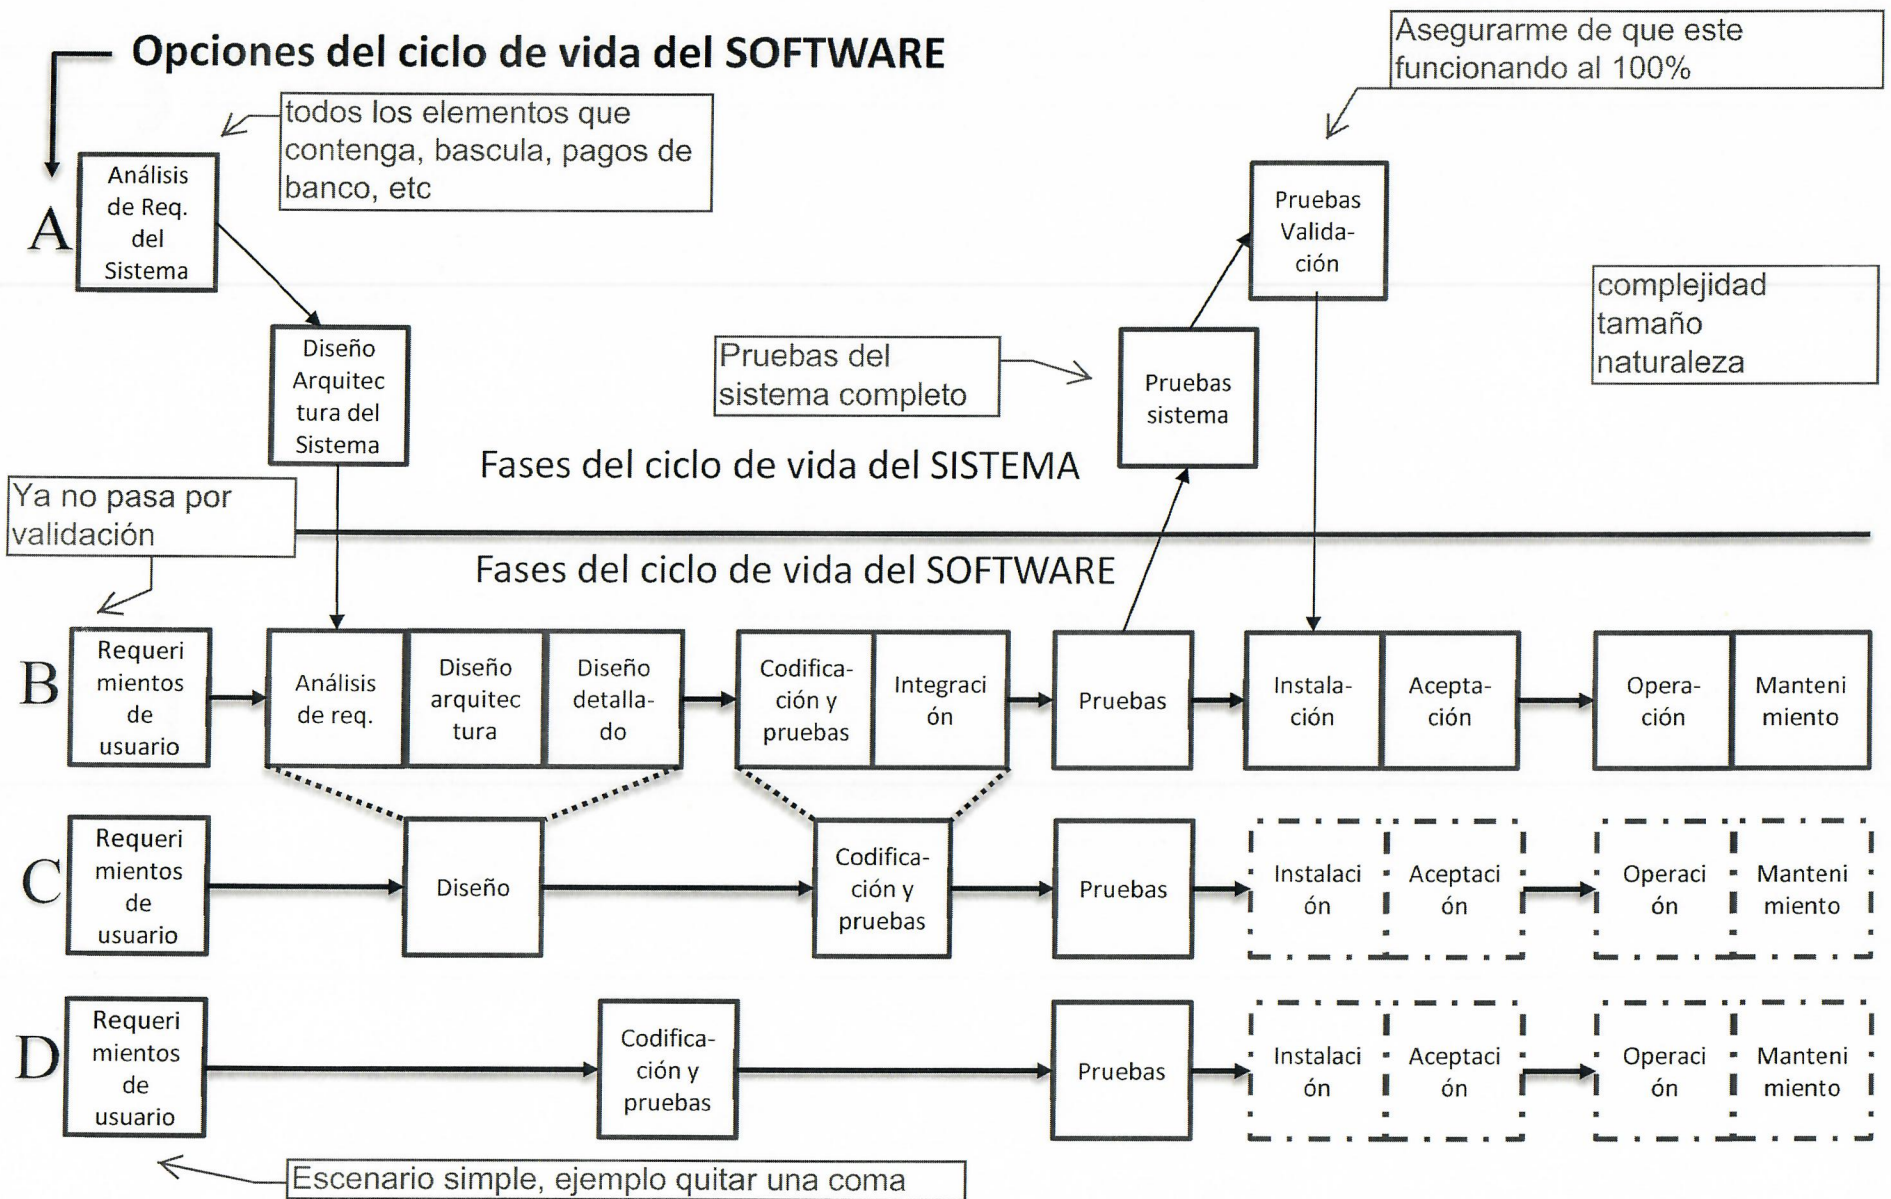 Opciones del ciclo de vida del SOFTWARE
Asegurarme de que este
funcionando al 100%
todos los elementos que
contenga, bascula, pagos de
banco, etc
A
Análisis
de Req.
del
Sistema
Pruebas
Valida-
ción
complejidad
tamaño
naturaleza
Diseño
Arquitec
tura del
Sistema
Pruebas del
sistema completo
Pruebas
sistema
Fases del ciclo de vida del SISTEMA
Ya no pasa por
validación
Fases del ciclo de vida del SOFTWARE
B
Requeri
mientos
de
usuario
Análisis
de req.
Diseño
arquitec
tura
Diseño
detalla-
do
Codifica-
ción y
pruebas
Integraci
ón
Pruebas
Instala-
ción
Acepta-
ción
Opera-
ción
Manteni
miento
C
Requeri
mientos
de
usuario
Diseño
Codifica-
ción y
pruebas
Pruebas
Instalaci
ón
Aceptaci
ón
Operaci
ón
Manteni
miento
D
Requeri
mientos
de
usuario
Codifica-
ción y
pruebas
Pruebas
Instalaci
ón
Aceptaci
ón
Operaci
ón
Manteni
miento
Escenario simple, ejemplo quitar una coma